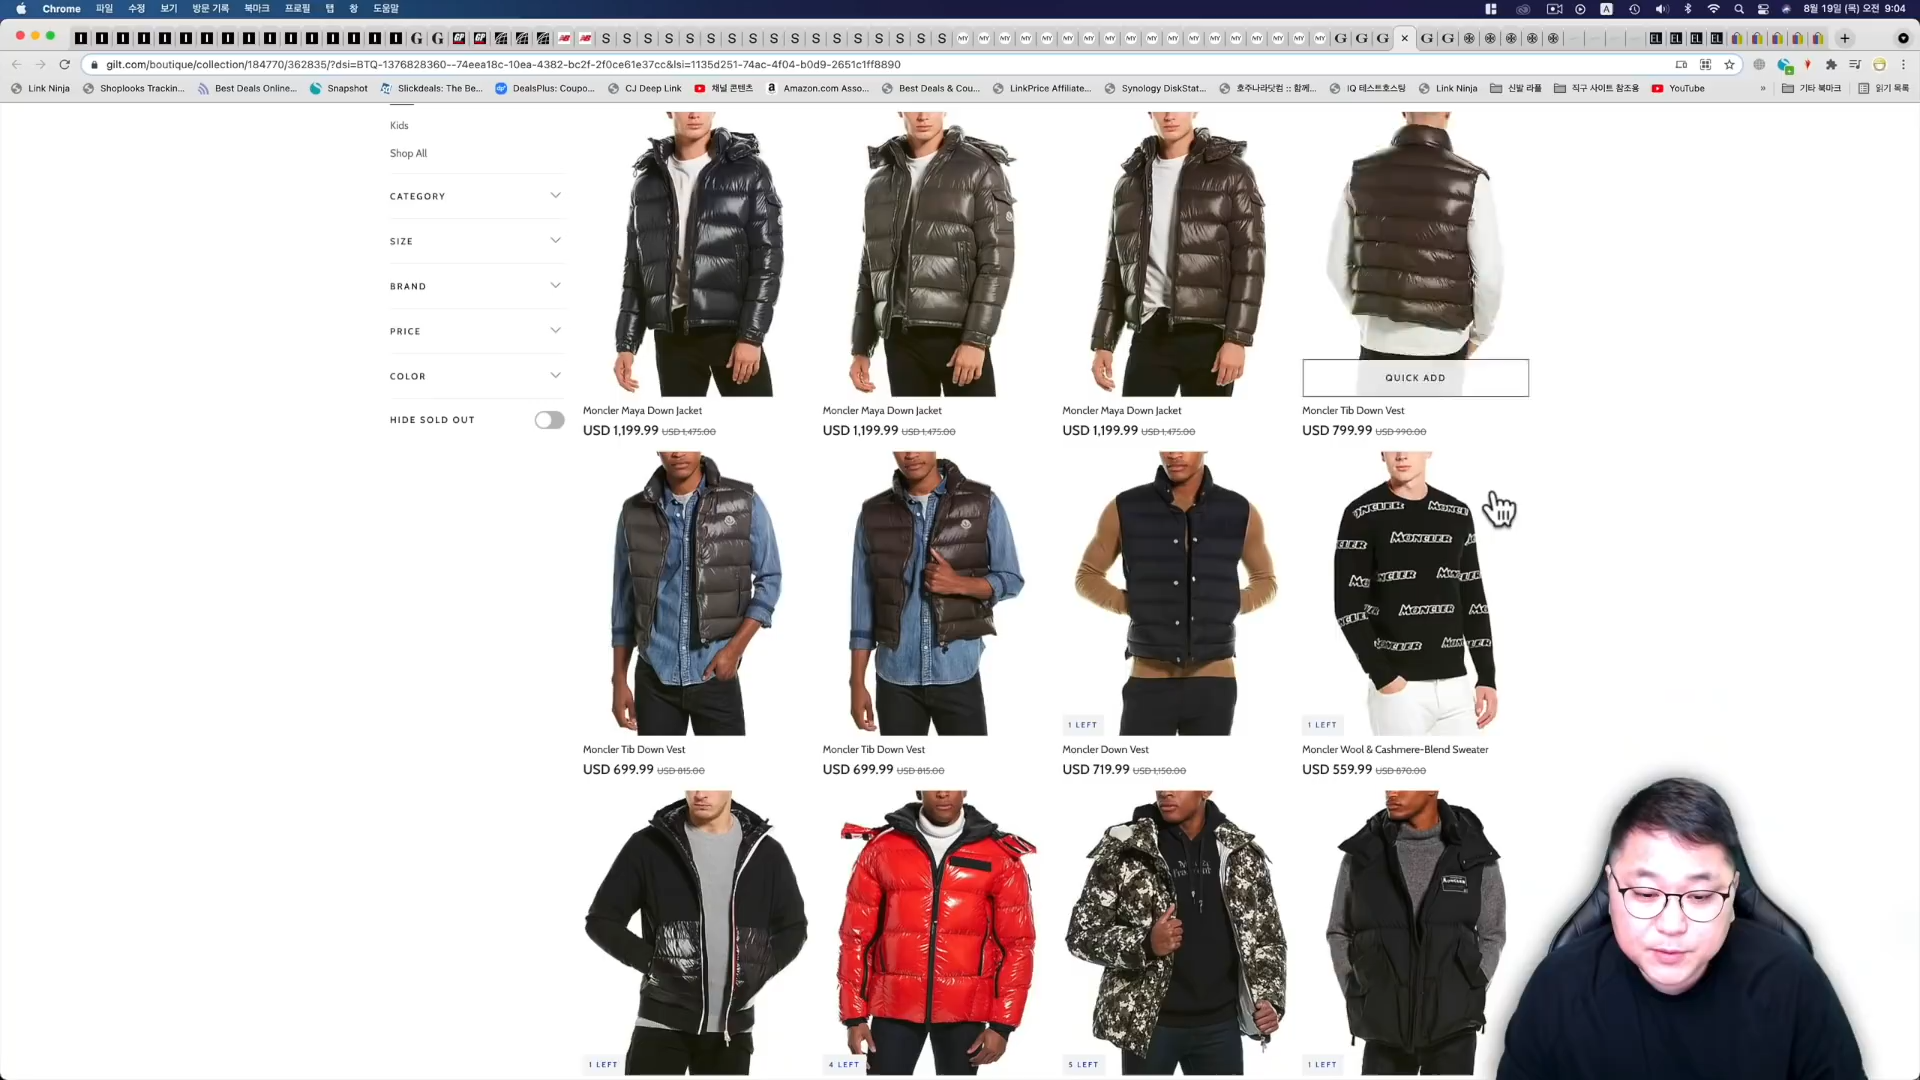 Chrome 파일 수정 보기 방문 기록 북마크 프로필 탭 창 도움말
A
8월 19일 (목) 오전 9:04
gilt.com/boutique/collection/184770/362835/?dsi=BTQ-1376828360--74eea18c-10ea-4382-bc2f-2f0ce61e37cc&lsi=1135d251-74ac-4f04-b0d9-2651c1ff8890
Link Ninja Shoplooks Trackin... Best Deals Online... Snapshot Slickdeals: The Be... DealsPlus: Coupo... CJ Deep Link 채널 콘텐츠 Amazon.com Asso... Best Deals & Cou... LinkPrice Affiliate... Synology DiskStat... 호주나라닷컴 :: 함께... IQ 테스트호스팅 Link Ninja 신발 라플 직구 사이트 참조용 YouTube » 기타 북마크 읽기 목록
Kids
Shop All
CATEGORY
SIZE
BRAND
PRICE
COLOR
HIDE SOLD OUT
QUICK ADD
Moncler Maya Down Jacket
USD 1,199.99 USD 1,475.00
Moncler Maya Down Jacket
USD 1,199.99 USD 1,475.00
Moncler Maya Down Jacket
USD 1,199.99 USD 1,475.00
Moncler Tib Down Vest
USD 799.99 USD 990.00
MONCLER
1 LEFT
1 LEFT
Moncler Tib Down Vest
USD 699.99 USD 815.00
Moncler Tib Down Vest
USD 699.99 USD 815.00
Moncler Down Vest
USD 719.99 USD 1,150.00
Moncler Wool & Cashmere-Blend Sweater
USD 559.99 USD 870.00
1 LEFT
4 LEFT
5 LEFT
1 LEFT